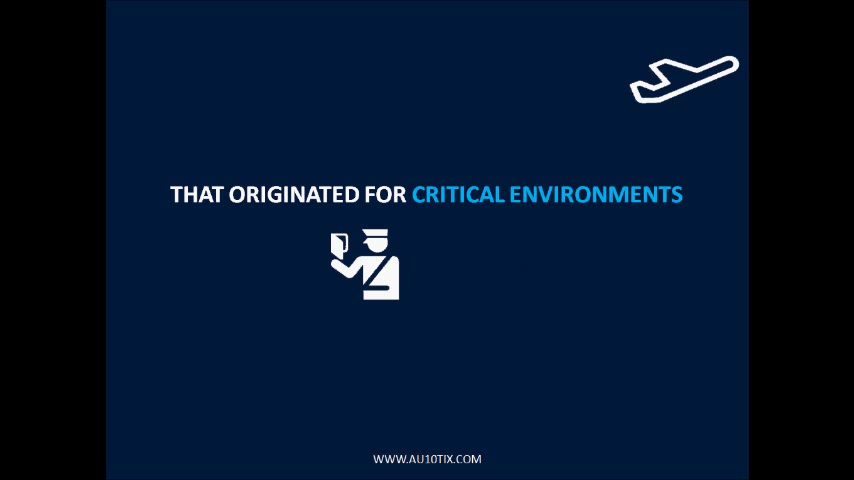 THAT ORIGINATED FOR CRITICAL ENVIRONMENTS
WWW.AU10TIX.COM